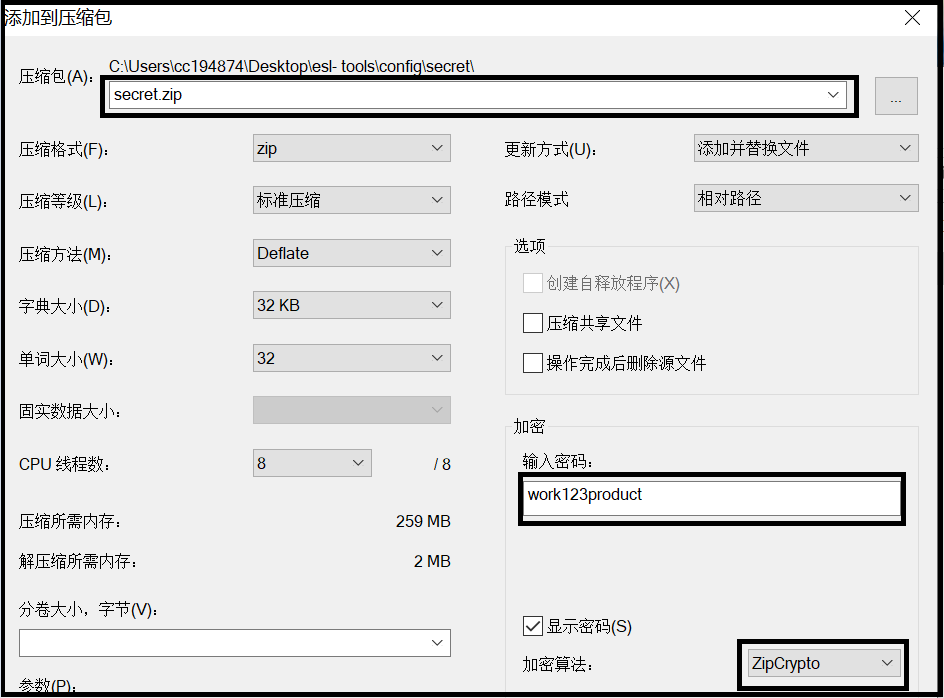 添加到压缩包
压缩包(A)：
C:\Users\cc194874\Desktop\esl- tools\config\secret\
secret.zip
...
压缩格式(F)：
zip
更新方式(U)：
添加并替换文件
压缩等级(L)：
标准压缩
路径模式
相对路径
压缩方法(M)：
Deflate
选项
创建自释放程序(X)
字典大小(D)：
32 KB
压缩共享文件
单词大小(W)：
32
操作完成后删除源文件
固实数据大小：
加密
CPU 线程数：
8
/ 8
输入密码：
work123product
压缩所需内存：
259 MB
解压缩所需内存：
2 MB
分卷大小，字节(V)：
显示密码(S)
加密算法：
ZipCrypto
参数(P)：